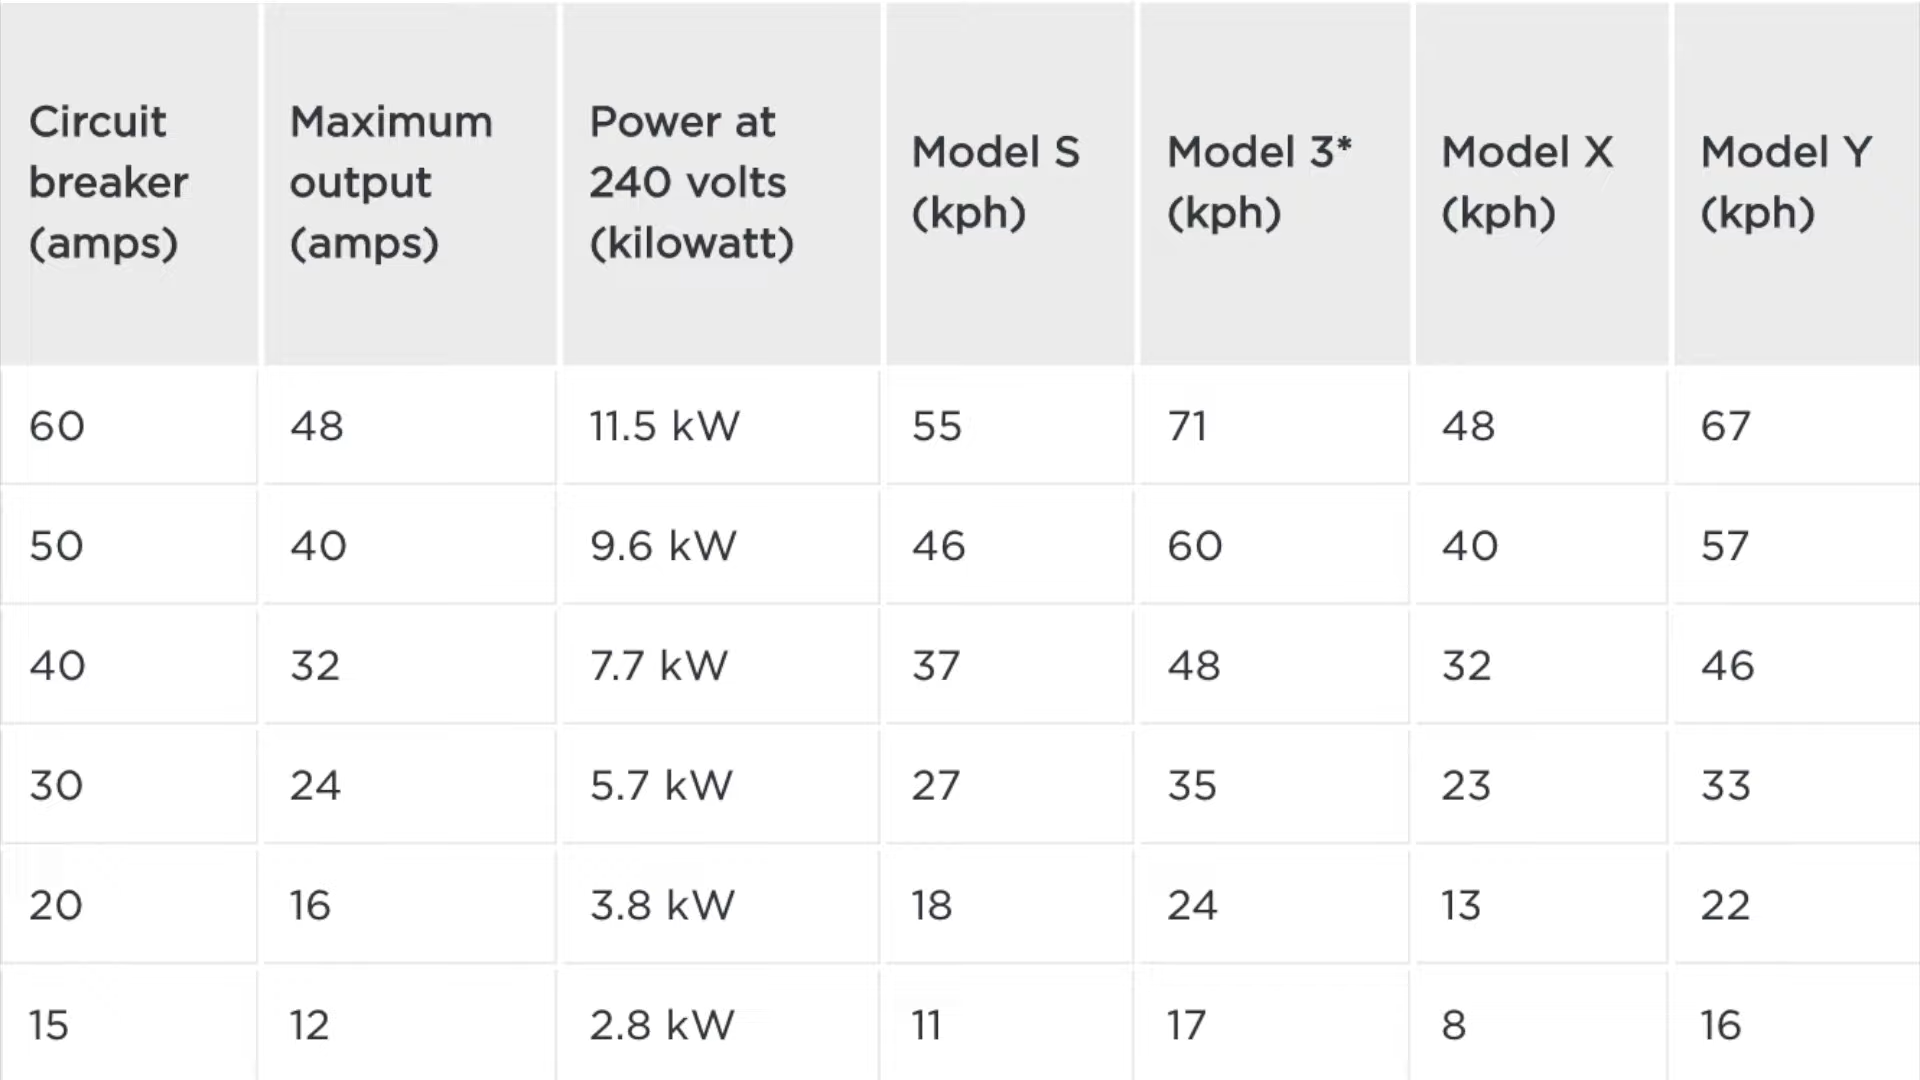 Circuit breaker (amps) Maximum output (amps) Power at 240 volts (kilowatt) Model S (kph) Model 3* (kph) Model X (kph) Model Y (kph)
60 48 11.5 kW 55 71 48 67
50 40 9.6 kW 46 60 40 57
40 32 7.7 kW 37 48 32 46
30 24 5.7 kW 27 35 23 33
20 16 3.8 kW 18 24 13 22
15 12 2.8 kW 11 17 8 16